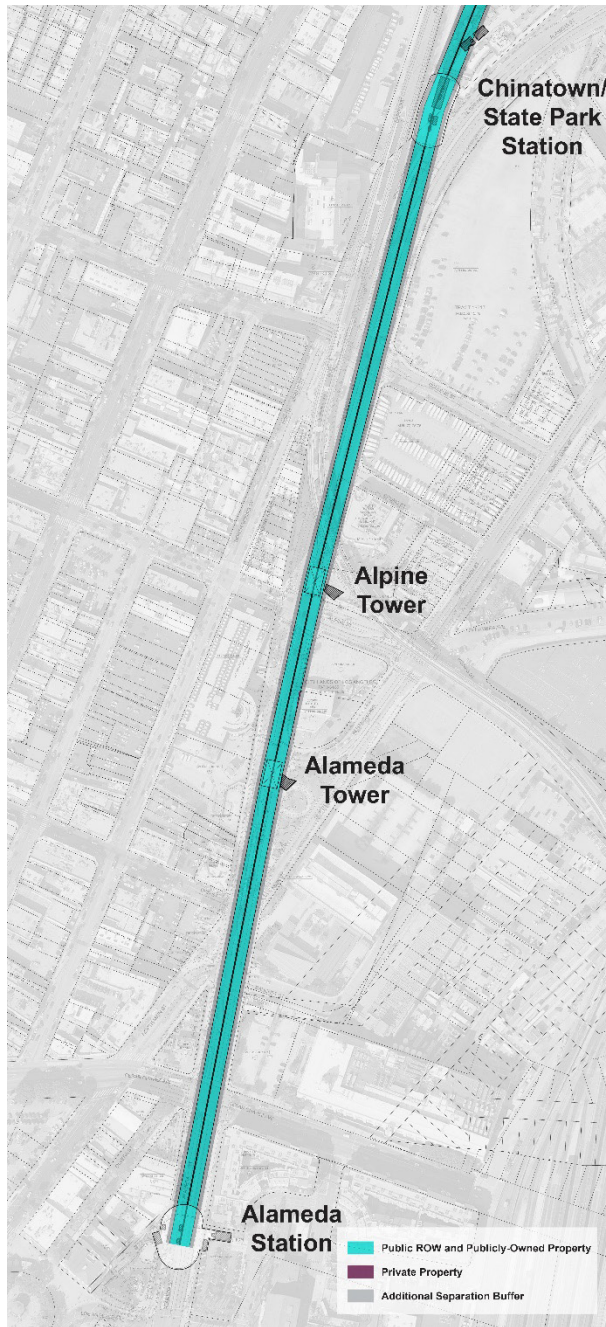 Chinatown/
State Park
Station
Alpine
Tower
Alameda
Tower
Alameda
Station
Public ROW and Publicly-Owned Property
Private Property
Additional Separation Buffer